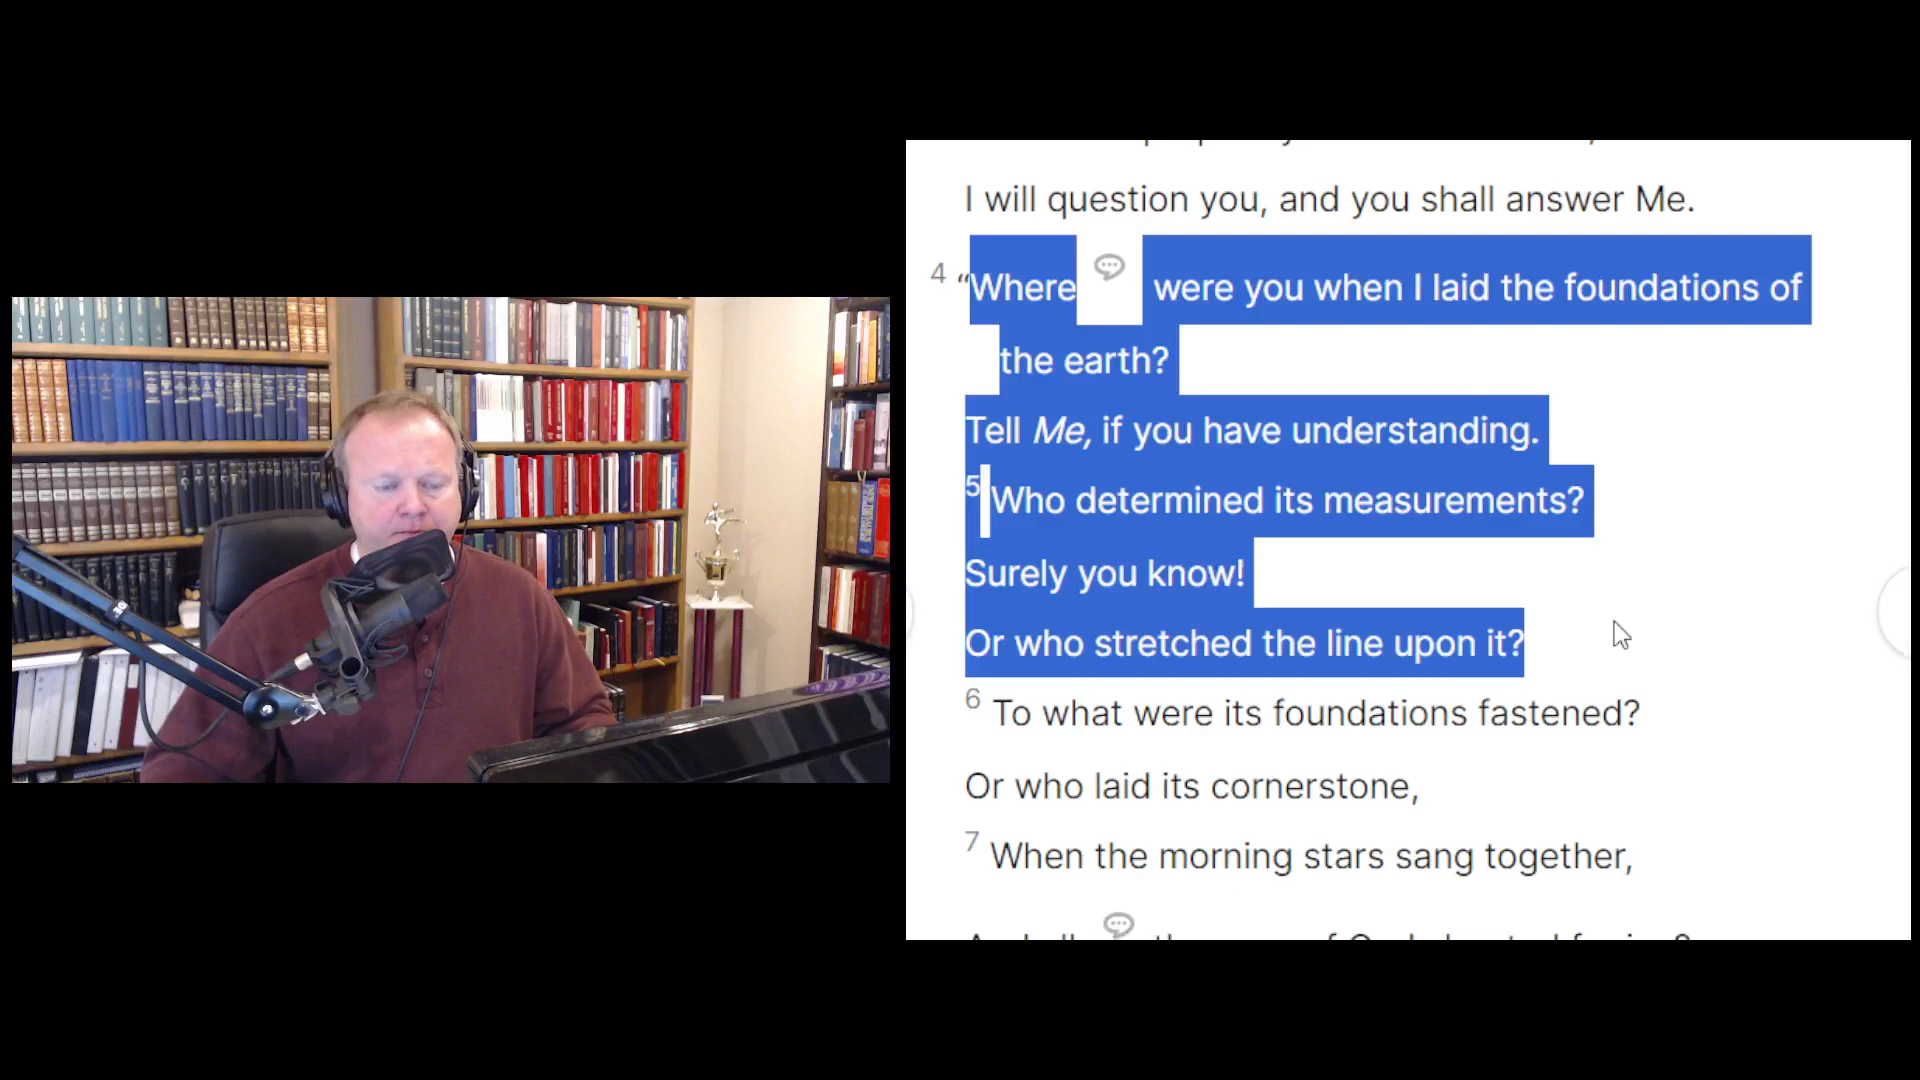 I will question you, and you shall answer Me.
4 “Where were you when I laid the foundations of
the earth?
Tell Me, if you have understanding.
5 Who determined its measurements?
Surely you know!
Or who stretched the line upon it?
6 To what were its foundations fastened?
Or who laid its cornerstone,
7 When the morning stars sang together,